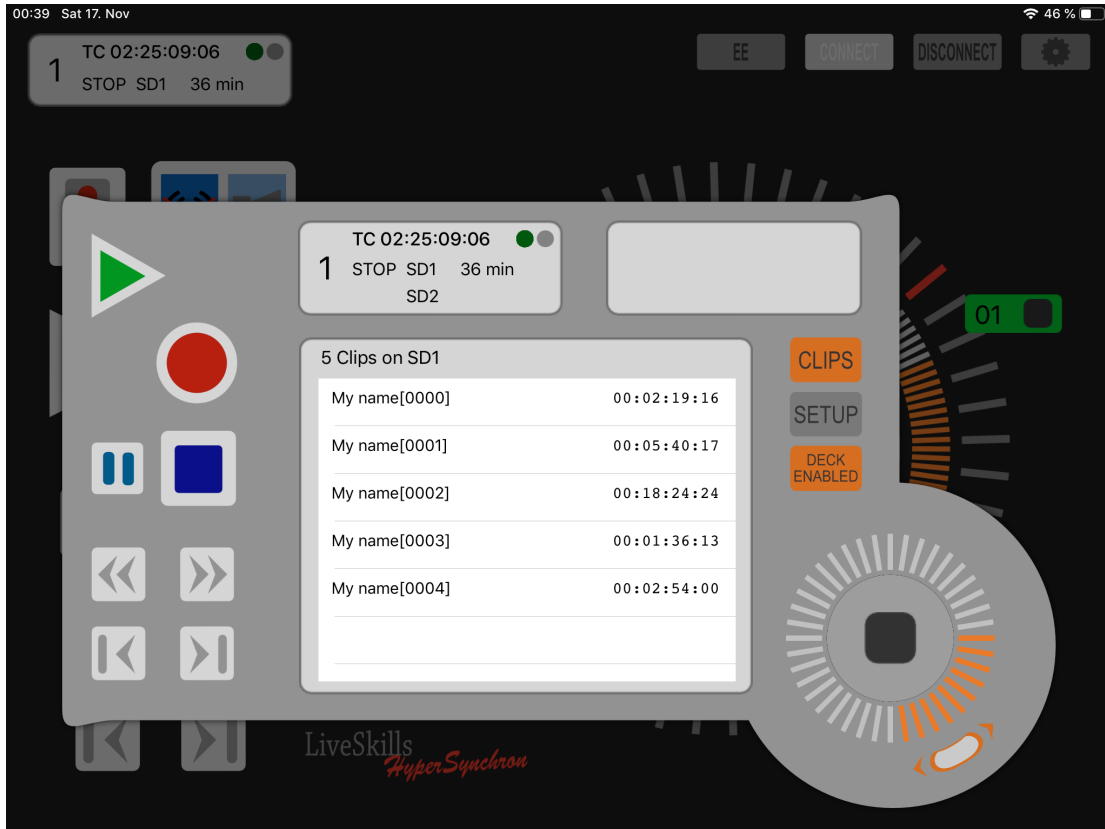 00:39 Sat 17. Nov
46 %
1
TC 02:25:09:06
STOP SD1 36 min
EE
CONNECT
DISCONNECT
1
TC 02:25:09:06
STOP SD1 36 min
SD2
01
5 Clips on SD1
My name[0000] 00:02:19:16
My name[0001] 00:05:40:17
My name[0002] 00:18:24:24
My name[0003] 00:01:36:13
My name[0004] 00:02:54:00
CLIPS
SETUP
DECK
ENABLED
LiveSkills
HyperSynchron